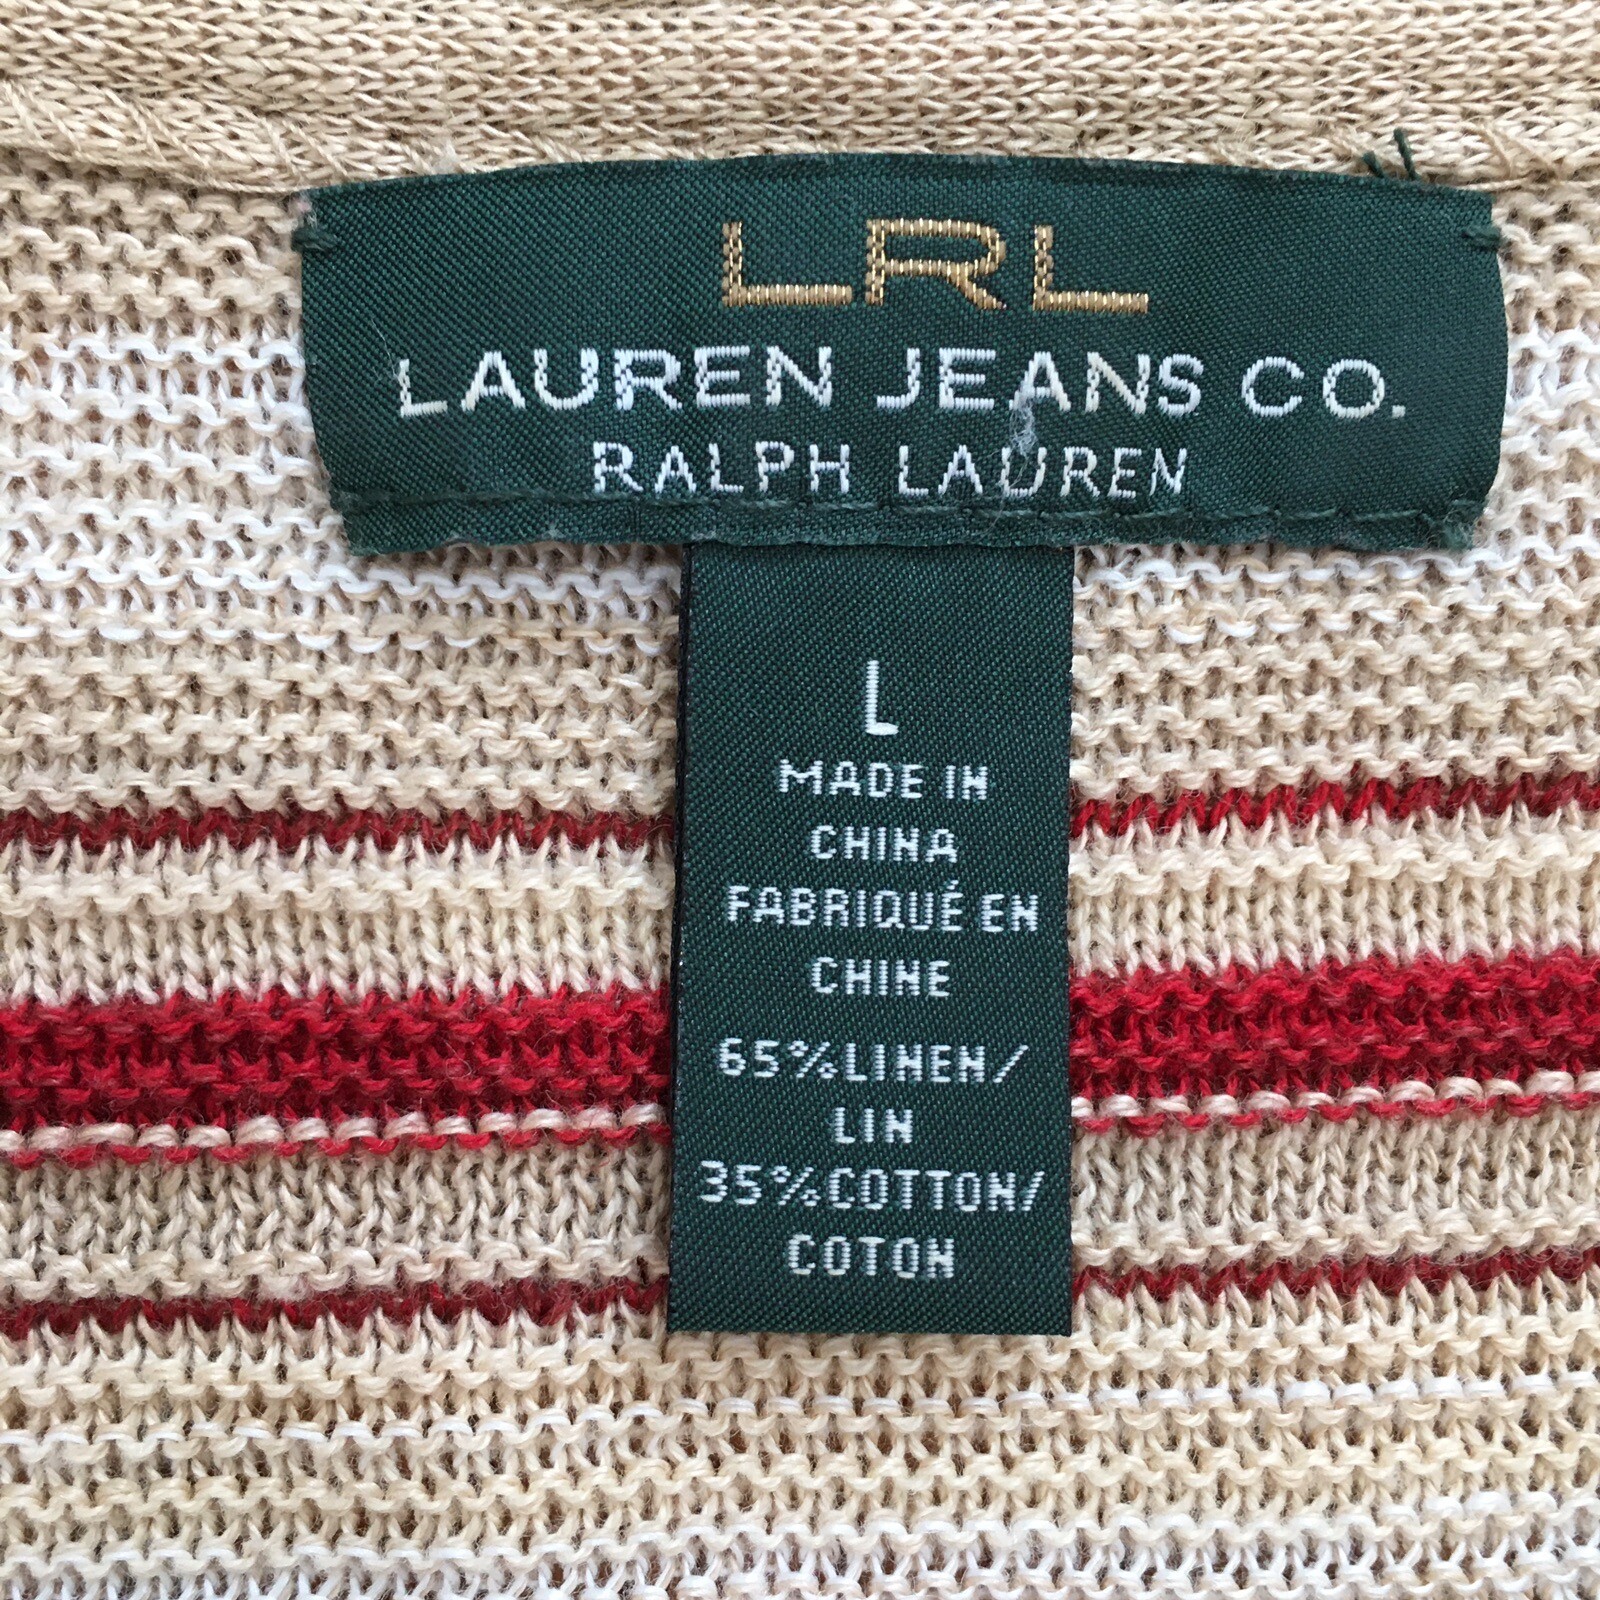 LRL
LAUREN JEANS CO.
RALPH LAUREN
L
MADE IN
CHINA
FABRIQUÉ EN
CHINE
65%LINEN/
LIN
35%COTTON/
COTON